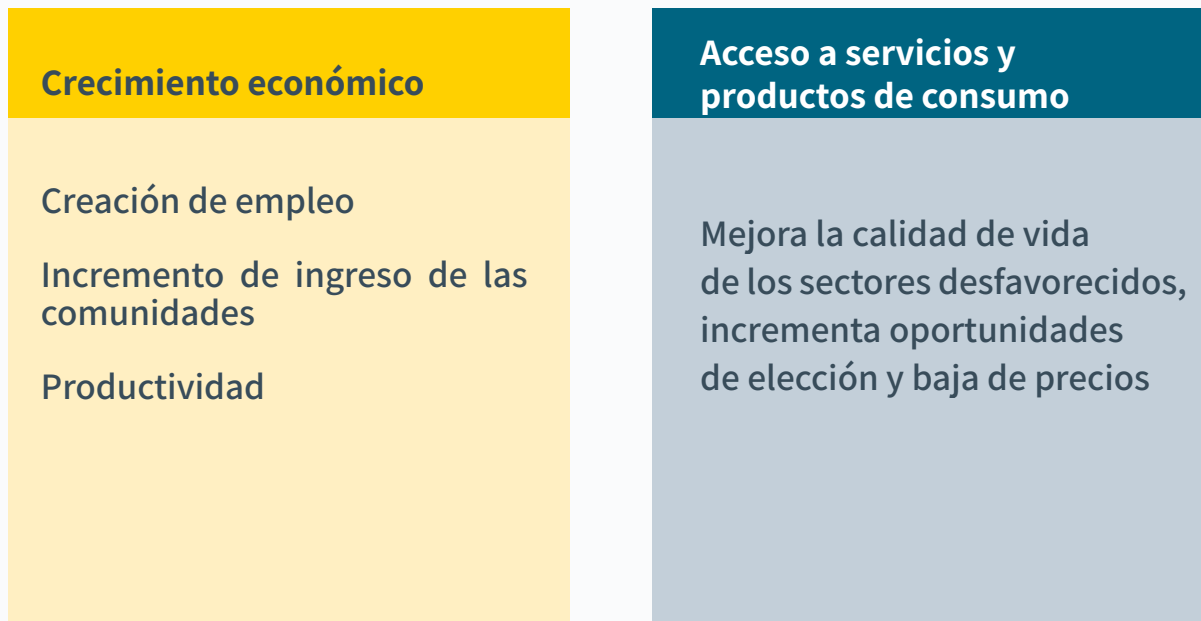 Crecimiento económico
Creación de empleo
Incremento de ingreso de las
comunidades
Productividad
Acceso a servicios y
productos de consumo
Mejora la calidad de vida
de los sectores desfavorecidos,
incrementa oportunidades
de elección y baja de precios